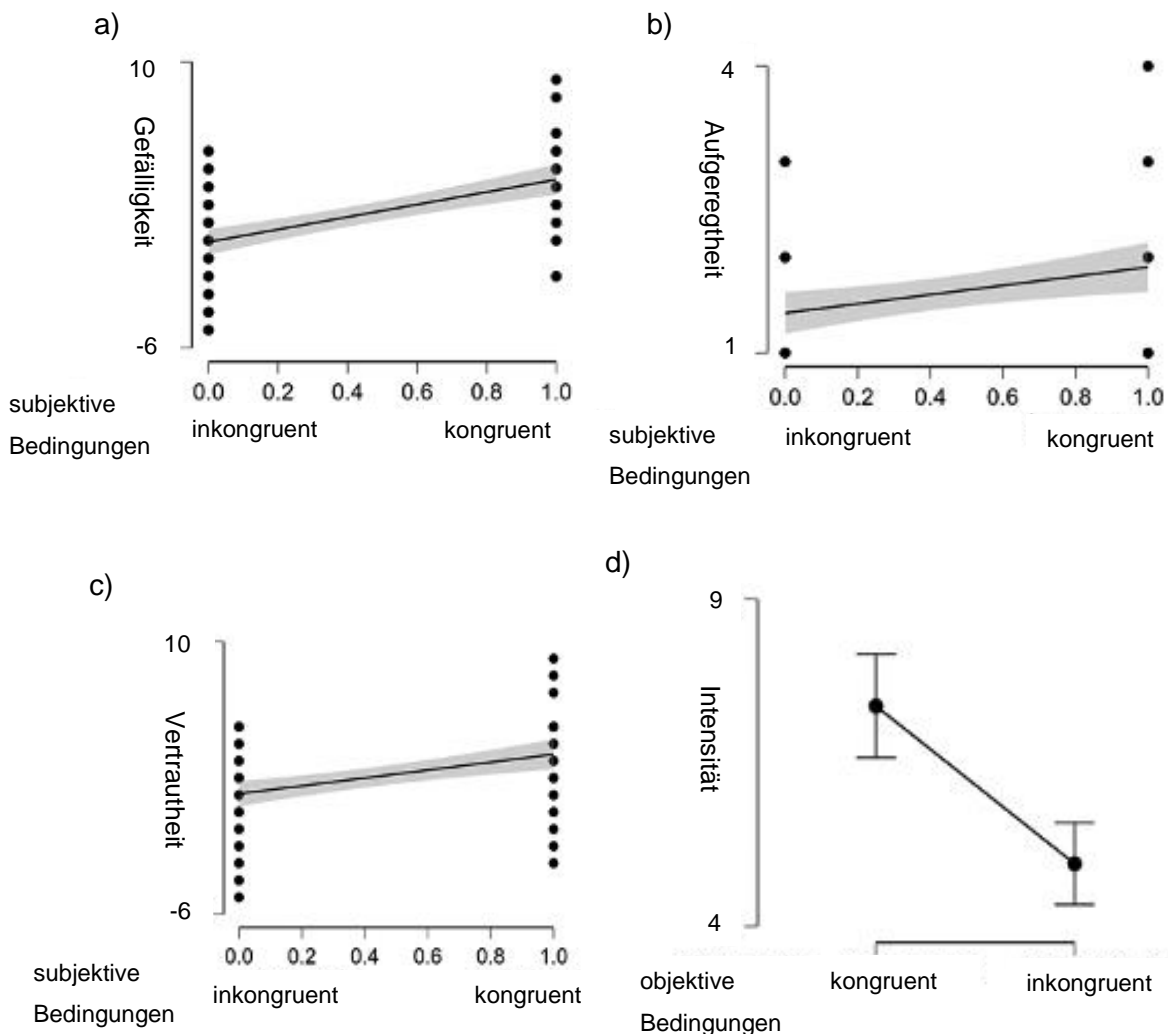 a)
10
Gefälligkeit
-6
0.0 0.2 0.4 0.6 0.8 1.0
subjektive
Bedingungen
inkongruent kongruent
b)
4
Aufgeregtheit
1
0.0 0.2 0.4 0.6 0.8 1.0
subjektive
Bedingungen
inkongruent kongruent
c)
10
Vertrautheit
-6
0.0 0.2 0.4 0.6 0.8 1.0
subjektive
Bedingungen
inkongruent kongruent
d)
9
Intensität
4
objektive
Bedingungen
kongruent inkongruent